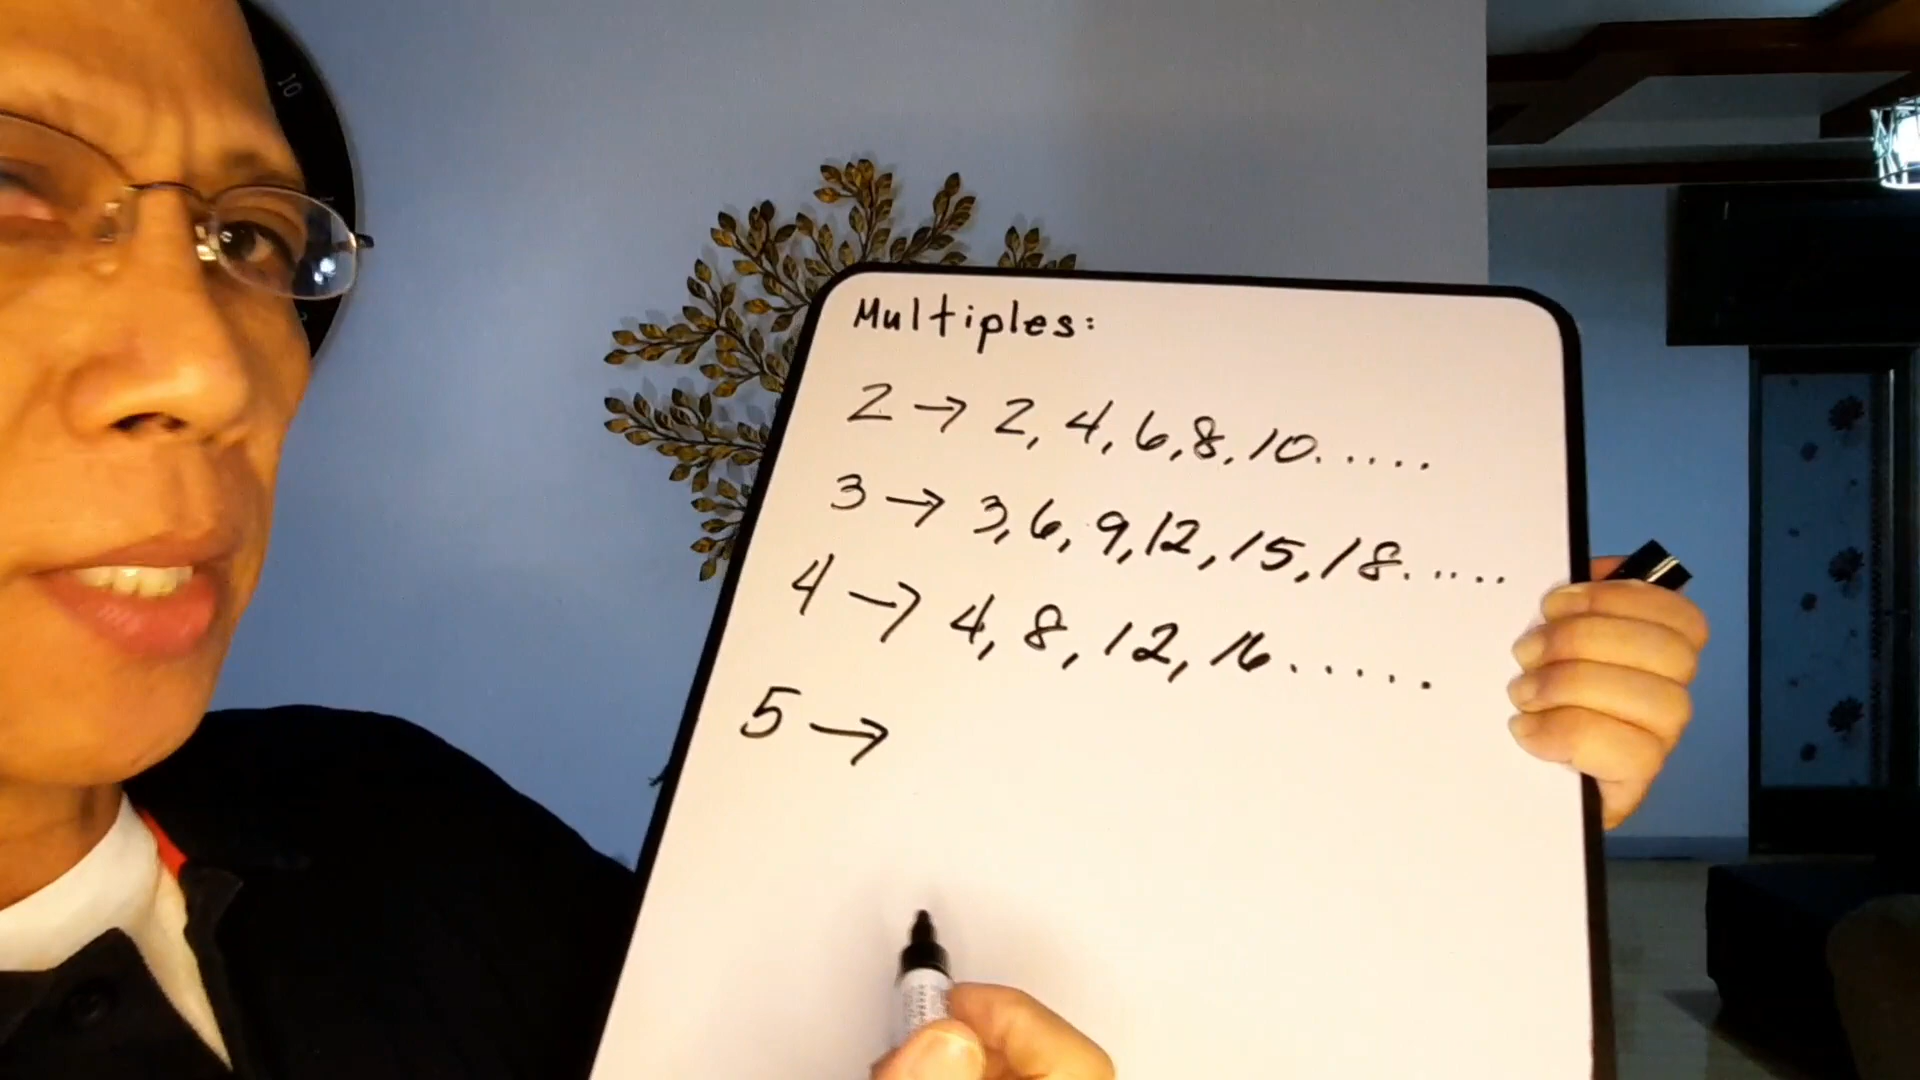 10
Multiples:
2 → 2, 4, 6, 8, 10.....
3 → 3, 6, 9, 12, 15, 18.....
4 → 4, 8, 12, 16.....
5 →